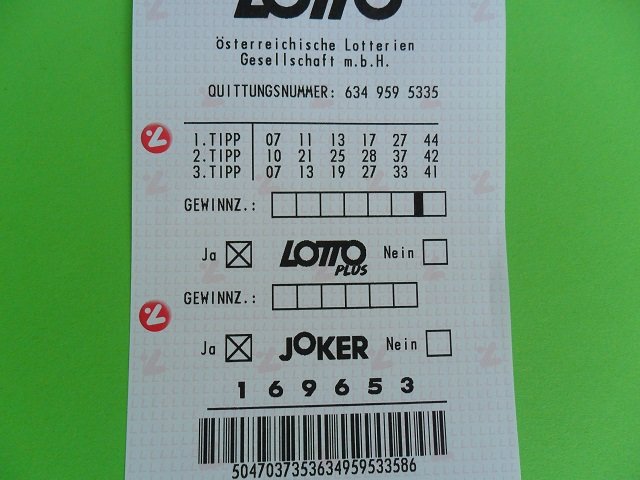 LOTTO
Österreichische Lotterien
Gesellschaft m.b.H.
QUITTUNGSNUMMER: 634 959 5335
1.TIPP 07 11 13 17 27 44
2.TIPP 10 21 25 28 37 42
3.TIPP 07 13 19 27 33 41
GEWINNZ.:
Ja LOTTO PLUS Nein
GEWINNZ.:
Ja JOKER Nein
1 6 9 6 5 3
5047037353634959533586